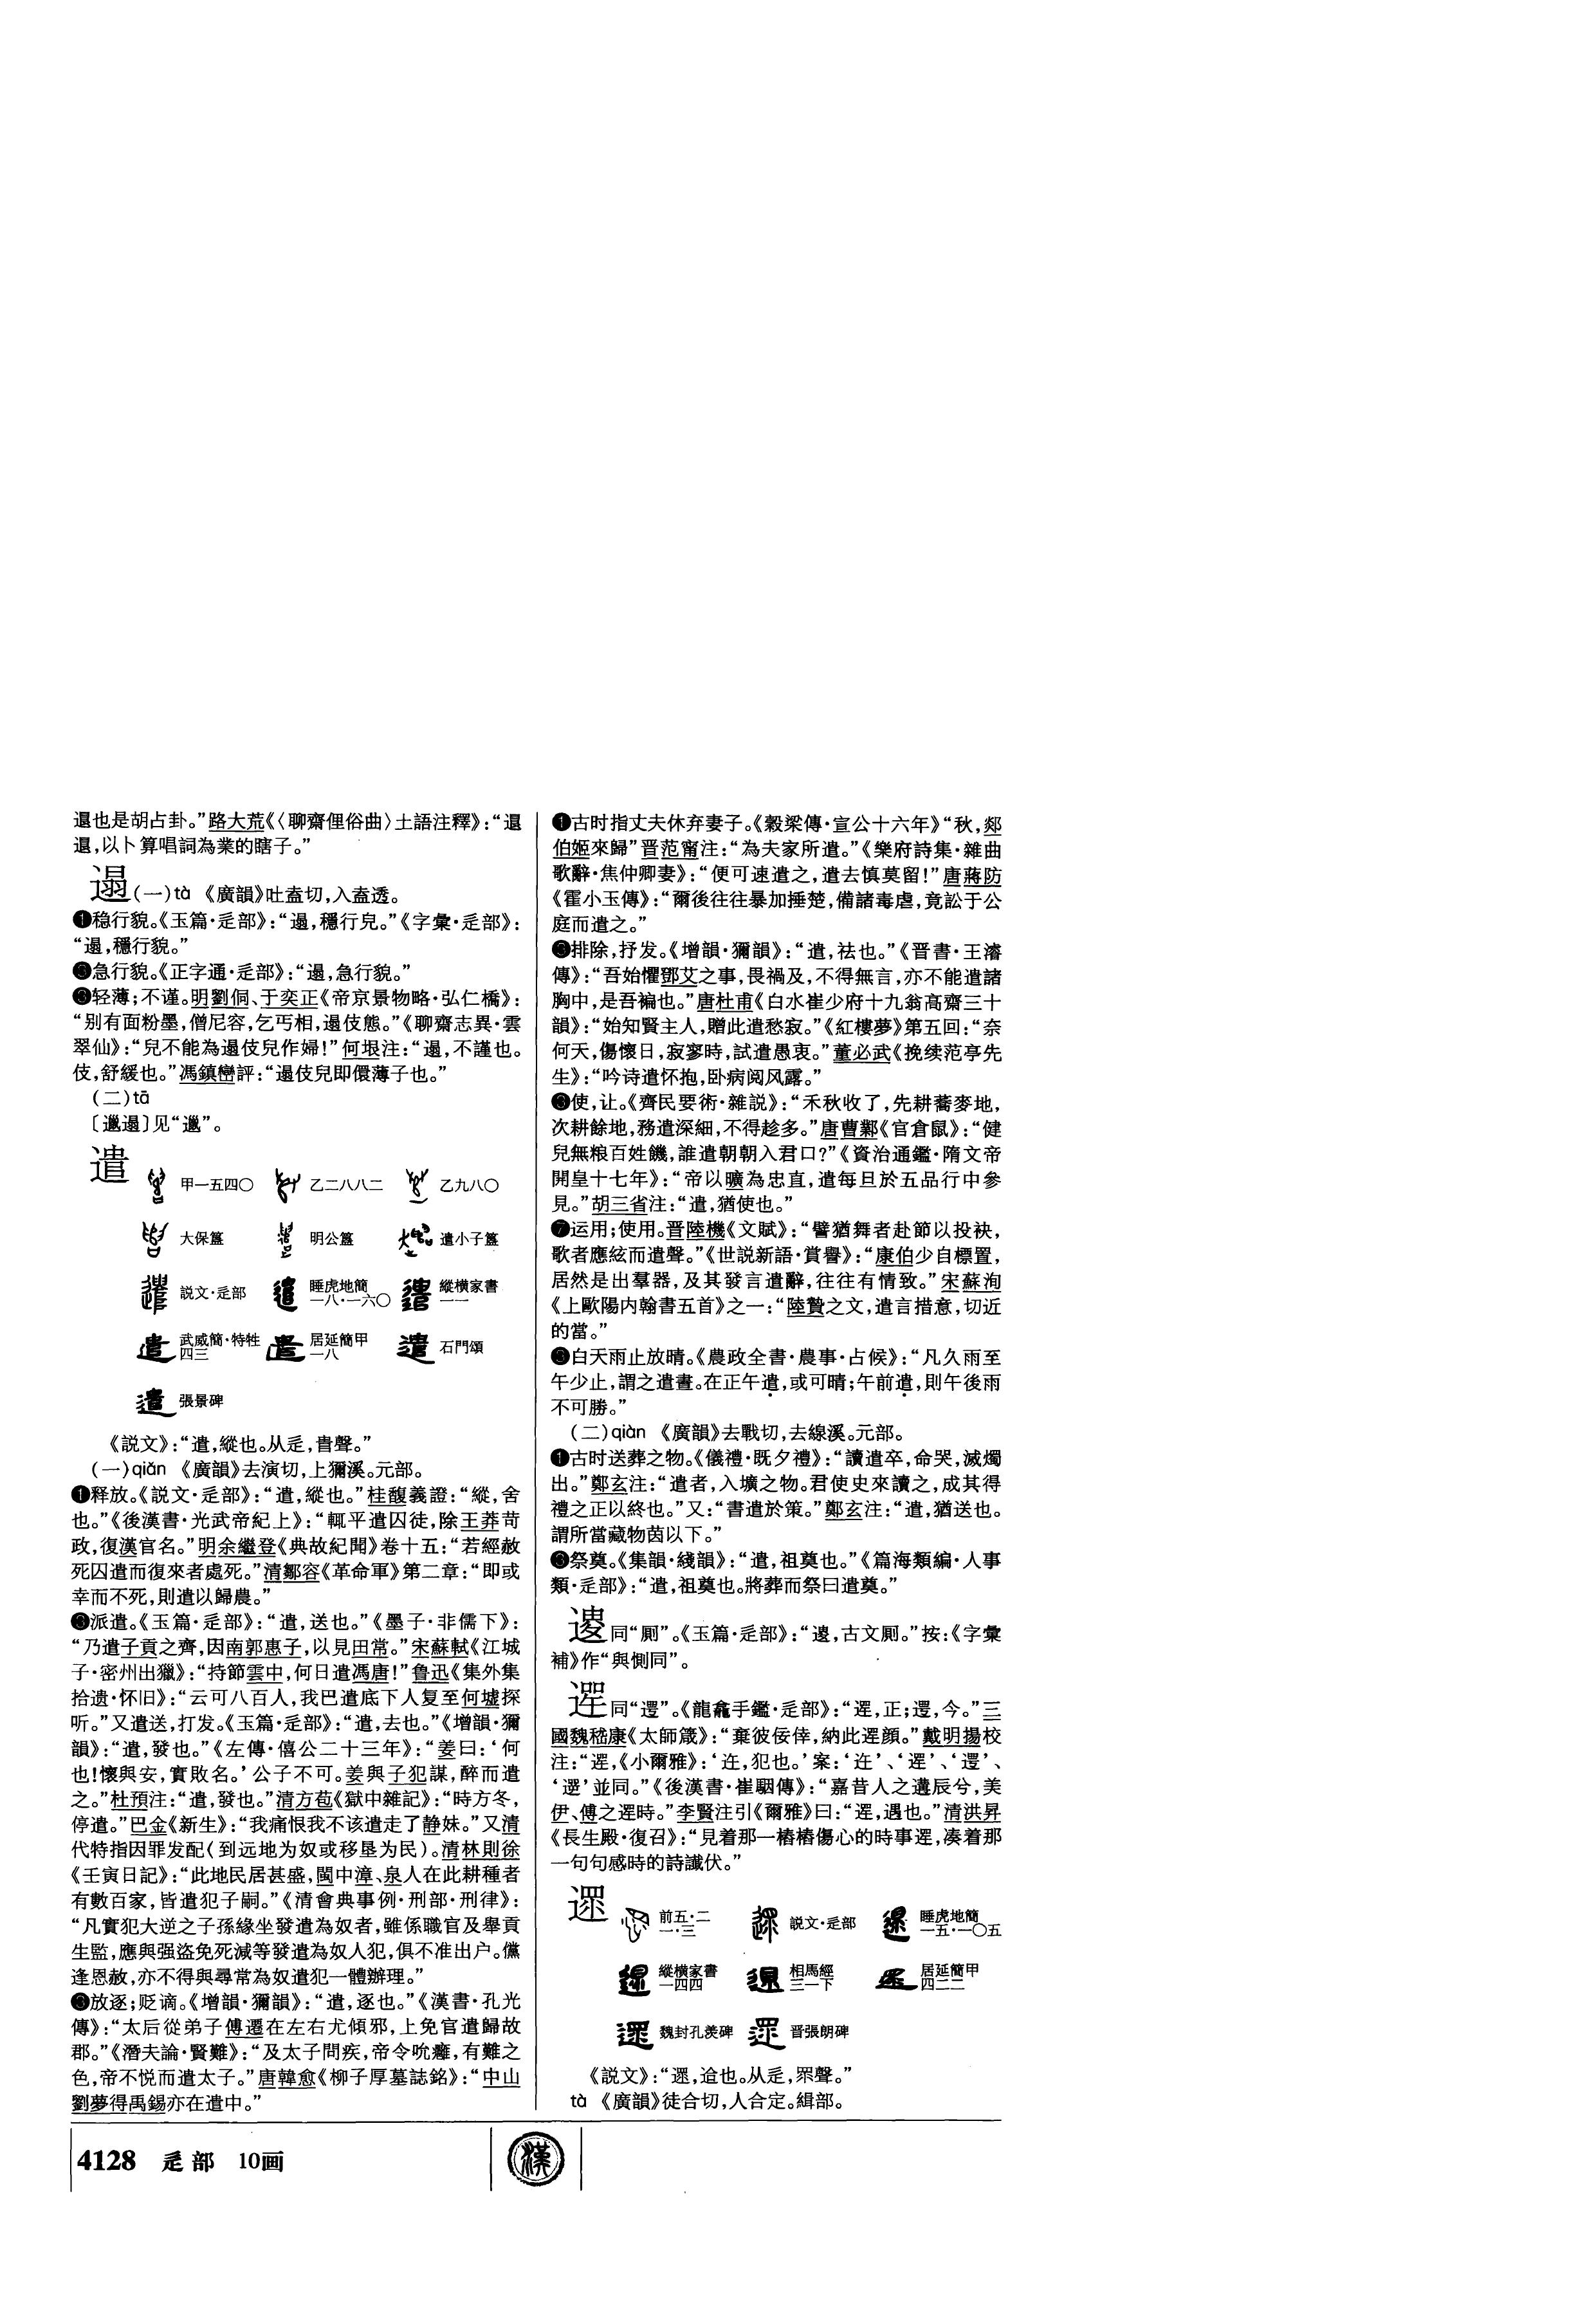 還也是胡占卦。”路大荒《〈聊齋俚俗曲〉土語注釋》：“還
還，以卜算唱詞為業的瞎子。”
遢(一)tà 《廣韻》吐盍切，入盍透。
❶稳行貌。《玉篇·辵部》：“遢，穩行皃。”《字彙·辵部》：
“遢，穩行貌。”
❷急行貌。《正字通·辵部》：“遢，急行貌。”
❸轻薄；不谨。明劉侗、于奕正《帝京景物略·弘仁橋》：
“别有面粉墨，僧尼容，乞丐相，遢伎態。”《聊齋志異·雲
翠仙》：“兒不能為遢伎兒作婦！”何垠注：“遢，不謹也。
伎，舒緩也。”馮鎮巒評：“遢伎兒即儇薄子也。”
(二)tā
〔邋遢〕见“邋”。
遣
甲一五四〇 乙二八八二 乙九八〇
大保簋 明公簋 遣小子簋
説文·辵部 睡虎地簡一八·一六〇 縱横家書一一
武威簡·特牲四三 居延簡甲一八 石門頌
張景碑
《説文》：“遣，縱也。从辵，𠳋聲。”
(一)qiǎn 《廣韻》去演切，上獮溪。元部。
❶释放。《説文·辵部》：“遣，縱也。”桂馥義證：“縱，舍
也。”《後漢書·光武帝紀上》：“輒平遣囚徒，除王莽苛
政，復漢官名。”明余繼登《典故紀聞》卷十五：“若經赦
死囚遣而復來者處死。”清鄒容《革命軍》第二章：“即或
幸而不死，則遣以歸農。”
❷派遣。《玉篇·辵部》：“遣，送也。”《墨子·非儒下》：
“乃遣子貢之齊，因南郭惠子，以見田常。”宋蘇軾《江城
子·密州出獵》：“持節雲中，何日遣馮唐！”鲁迅《集外集
拾遗·怀旧》：“云可八百人，我已遣底下人复至何墟探
听。”又遣送，打发。《玉篇·辵部》：“遣，去也。”《增韻·獮
韻》：“遣，發也。”《左傳·僖公二十三年》：“姜曰：‘何
也！懷與安，實敗名。’公子不可。姜與子犯謀，醉而遣
之。”杜預注：“遣，發也。”清方苞《獄中雜記》：“時方冬，
停遣。”巴金《新生》：“我痛恨我不该遣走了静妹。”又清
代特指因罪发配(到远地为奴或移垦为民)。清林則徐
《壬寅日記》：“此地民居甚盛，閩中漳、泉人在此耕種者
有數百家，皆遣犯子嗣。”《清會典事例·刑部·刑律》：
“凡實犯大逆之子孫緣坐發遣為奴者，雖係職官及舉貢
生監，應與强盜免死減等發遣為奴人犯，俱不准出户。儻
逢恩赦，亦不得與尋常為奴遣犯一體辦理。”
❸放逐；贬谪。《增韻·獮韻》：“遣，逐也。”《漢書·孔光
傳》：“太后從弟子傅遷在左右尤傾邪，上免官遣歸故
郡。”《潛夫論·賢難》：“及太子問疾，帝令吮癰，有難之
色，帝不悦而遣太子。”唐韓愈《柳子厚墓誌銘》：“中山
劉夢得禹錫亦在遣中。”
❹古时指丈夫休弃妻子。《穀梁傳·宣公十六年》“秋，郯
伯姬來歸”晋范甯注：“為夫家所遣。”《樂府詩集·雜曲
歌辭·焦仲卿妻》：“便可速遣之，遣去慎莫留！”唐蔣防
《霍小玉傳》：“爾後往往暴加捶楚，備諸毒虐，竟訟于公
庭而遣之。”
❺排除，抒发。《增韻·獮韻》：“遣，祛也。”《晋書·王濬
傳》：“吾始懼鄧艾之事，畏禍及，不得無言，亦不能遣諸
胸中，是吾褊也。”唐杜甫《白水崔少府十九翁高齋三十
韻》：“始知賢主人，贈此遣愁寂。”《紅樓夢》第五回：“奈
何天，傷懷日，寂寥時，試遣愚衷。”董必武《挽续范亭先
生》：“吟诗遣怀抱，卧病阅风露。”
❻使，让。《齊民要術·雜説》：“禾秋收了，先耕蕎麥地，
次耕餘地，務遣深細，不得趁多。”唐曹鄴《官倉鼠》：“健
兒無粮百姓饑，誰遣朝朝入君口？”《資治通鑑·隋文帝
開皇十七年》：“帝以曠為忠直，遣每旦於五品行中參
見。”胡三省注：“遣，猶使也。”
❼运用；使用。晋陸機《文賦》：“譬猶舞者赴節以投袂，
歌者應絃而遣聲。”《世説新語·賞譽》：“康伯少自標置，
居然是出羣器，及其發言遣辭，往往有情致。”宋蘇洵
《上歐陽内翰書五首》之一：“陸贄之文，遣言措意，切近
的當。”
❽白天雨止放晴。《農政全書·農事·占候》：“凡久雨至
午少止，謂之遣晝。在正午遣，或可晴；午前遣，則午後雨
不可勝。”
(二)qiàn 《廣韻》去戰切，去線溪。元部。
❶古时送葬之物。《儀禮·既夕禮》：“讀遣卒，命哭，滅燭
出。”鄭玄注：“遣者，入壙之物。君使史來讀之，成其得
禮之正以終也。”又：“書遣於策。”鄭玄注：“遣，猶送也。
謂所當藏物茵以下。”
❷祭奠。《集韻·綫韻》：“遣，祖奠也。”《篇海類編·人事
類·辵部》：“遣，祖奠也。將葬而祭曰遣奠。”
同“厠”。《玉篇·辵部》：“古文厠。”按：《字彙
補》作“與惻同”。
遻同“遌”。《龍龕手鑑·辵部》：“正；今。”三
國魏嵇康《太師箴》：“棄彼佞倖，納此遻顔。”戴明揚校
注：“遻，《小爾雅》：‘迕，犯也。’案：‘迕’、‘遻’、‘遌’、
並同。”《後漢書·崔駰傳》：“嘉昔人之遘辰兮，美
伊、傅之遻時。”李賢注引《爾雅》曰：“遻，遇也。”清洪昇
《長生殿·復召》：“見着那一樁樁傷心的時事遻，凑着那
一句句感時的詩讖伏。”
遝
前五·二一·三 説文·辵部 睡虎地簡一五·一〇五
縱横家書一四四 相馬經三一下 居延簡甲四二二
魏封孔羨碑 晋張朗碑
《説文》：“遝，迨也。从辵，眔聲。”
tà 《廣韻》徒合切，入合定。緝部。
4128 辵部 10画
漢